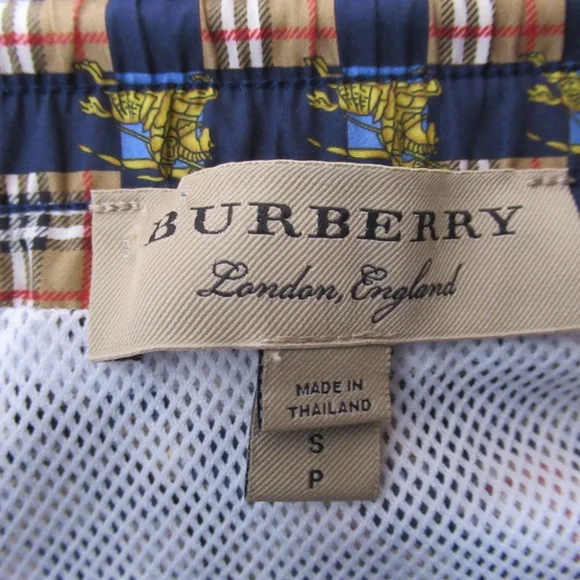 BURBERRY
London, England
MADE IN
THAILAND
S
P